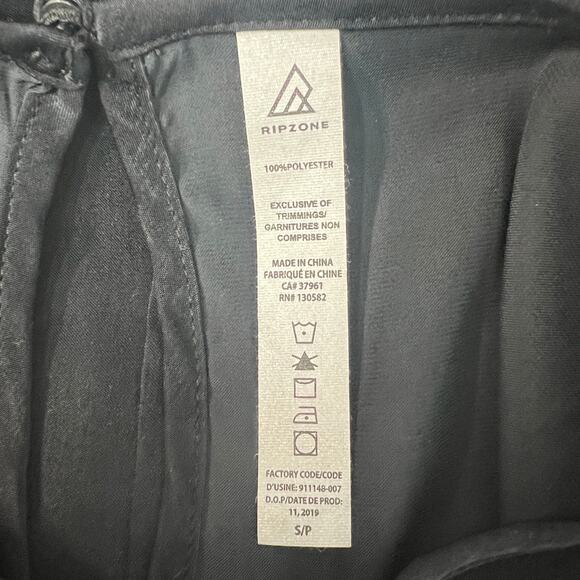 RIPZONE
100%POLYESTER
EXCLUSIVE OF
TRIMMINGS/
GARNITURES NON
COMPRISES
MADE IN CHINA
FABRIQUÉ EN CHINE
CA# 37961
RN# 130582
FACTORY CODE/CODE
D'USINE: 911148-007
D.O.P/DATE DE PROD:
11, 2019
S/P